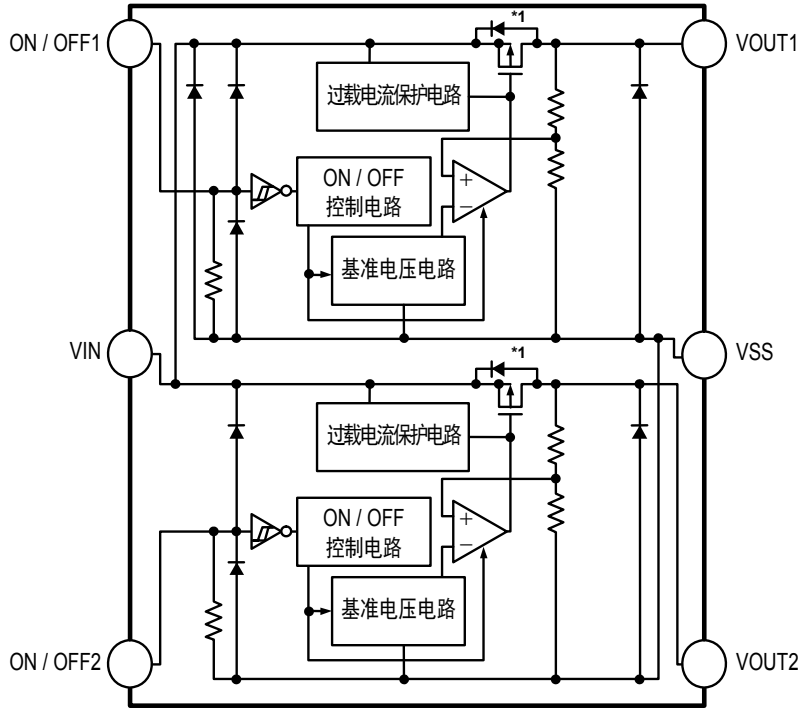 ON / OFF1
*1
VOUT1
过载电流保护电路
+
−
ON / OFF
控制电路
基准电压电路
VIN
VSS
*1
过载电流保护电路
+
−
ON / OFF
控制电路
基准电压电路
ON / OFF2
VOUT2